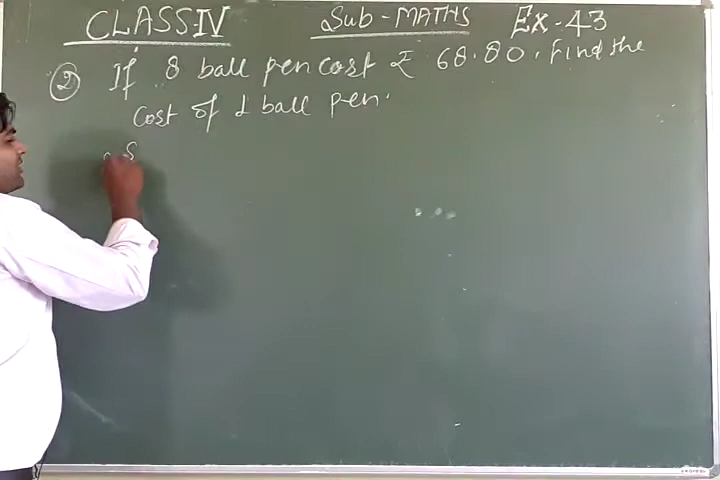 CLASS-IV Sub-MATHS Ex-43
② If 8 ball pen cost ₹ 68.80. Find the
cost of 1 ball pen.